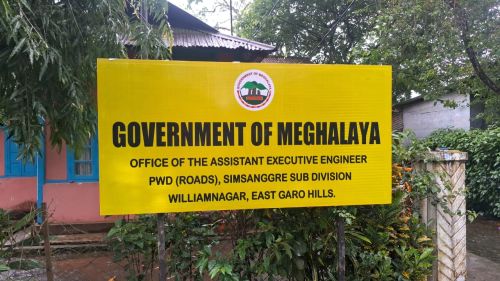 GOVERNMENT OF MEGHALAYA
OFFICE OF THE ASSISTANT EXECUTIVE ENGINEER
PWD (ROADS), SIMSANGGRE SUB DIVISION
WILLIAMNAGAR, EAST GARO HILLS.